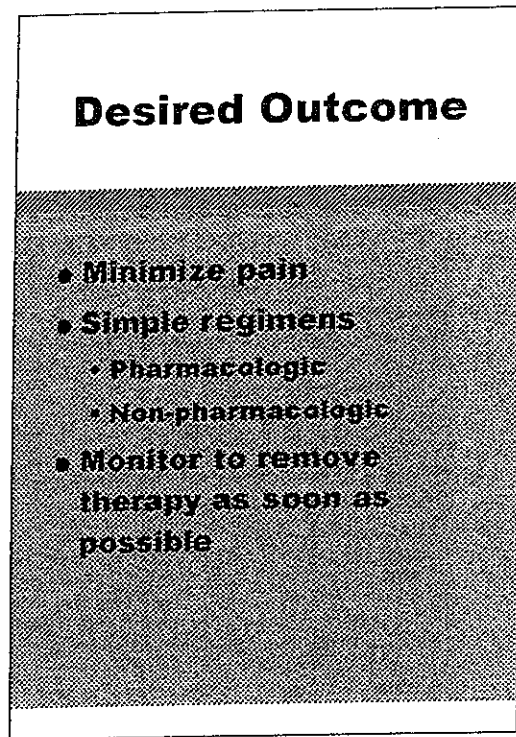 Desired Outcome
• Minimize pain
• Simple regimens
• Pharmacologic
• Non-pharmacologic
• Monitor to remove
therapy as soon as
possible